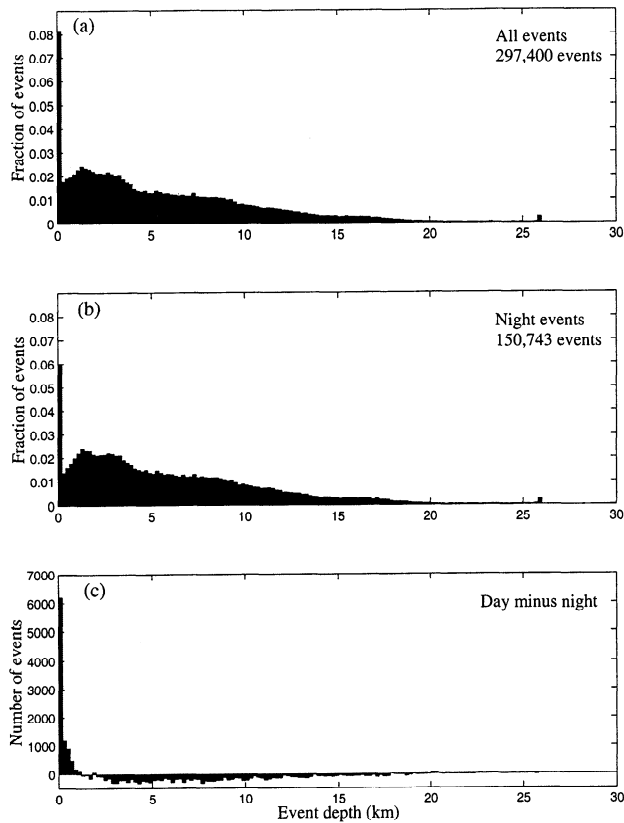 (a)
All events
297,400 events
Fraction of events
0.08
0.07
0.06
0.05
0.04
0.03
0.02
0.01
0
0 5 10 15 20 25 30
(b)
Night events
150,743 events
Fraction of events
0.08
0.07
0.06
0.05
0.04
0.03
0.02
0.01
0
0 5 10 15 20 25 30
(c)
Day minus night
Number of events
7000
6000
5000
4000
3000
2000
1000
0
0 5 10 15 20 25 30
Event depth (km)